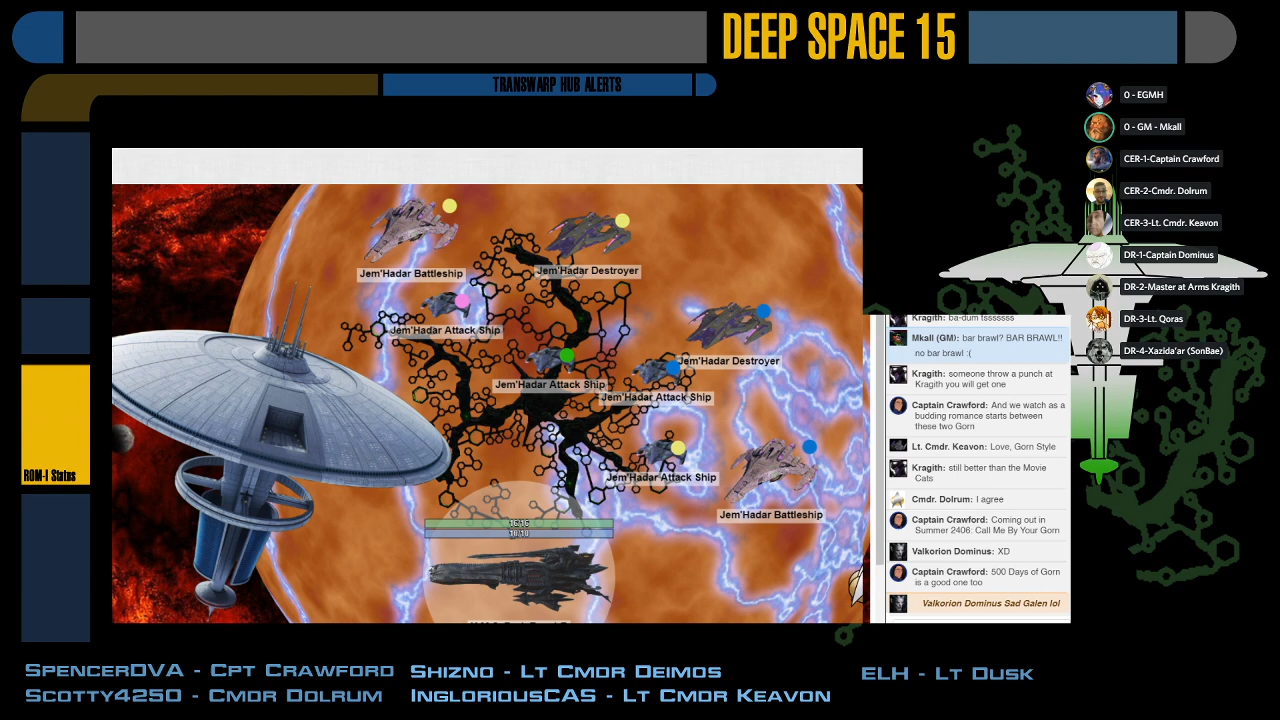 DEEP SPACE 15
TRANSWARP HUB ALERTS
0 - EGMH
0 - GM - Mkall
CER-1-Captain Crawford
CER-2-Cmdr. Dolrum
CER-3-Lt. Cmdr. Keavon
DR-1-Captain Dominus
DR-2-Master at Arms Kragith
DR-3-Lt. Qoras
DR-4-Xazida'ar (SonBae)
Jem'Hadar Battleship
Jem'Hadar Destroyer
Jem'Hadar Attack Ship
Jem'Hadar Destroyer
Jem'Hadar Attack Ship
Jem'Hadar Attack Ship
Jem'Hadar Attack Ship
Jem'Hadar Battleship
16/16
10/10
ROM-I Status
Kragith: ba-dum tsssssss
Mkall (GM): bar brawl? BAR BRAWL!!
no bar brawl :(
Kragith: someone throw a punch at
Kragith you will get one
Captain Crawford: And we watch as a
budding romance starts between
these two Gorn
Lt. Cmdr. Keavon: Love, Gorn Style
Kragith: still better than the Movie
Cats
Cmdr. Dolrum: I agree
Captain Crawford: Coming out in
Summer 2406. Call Me By Your Gorn
Valkorion Dominus: XD
Captain Crawford: 500 Days of Gorn
is a good one too
Valkorion Dominus Sad Galen lol
SpencerDVA - Cpt Crawford
Shizno - Lt Cmdr Deimos
ELH - Lt Dusk
Scotty4250 - Cmdr Dolrum
IngloriousCAS - Lt Cmdr Keavon